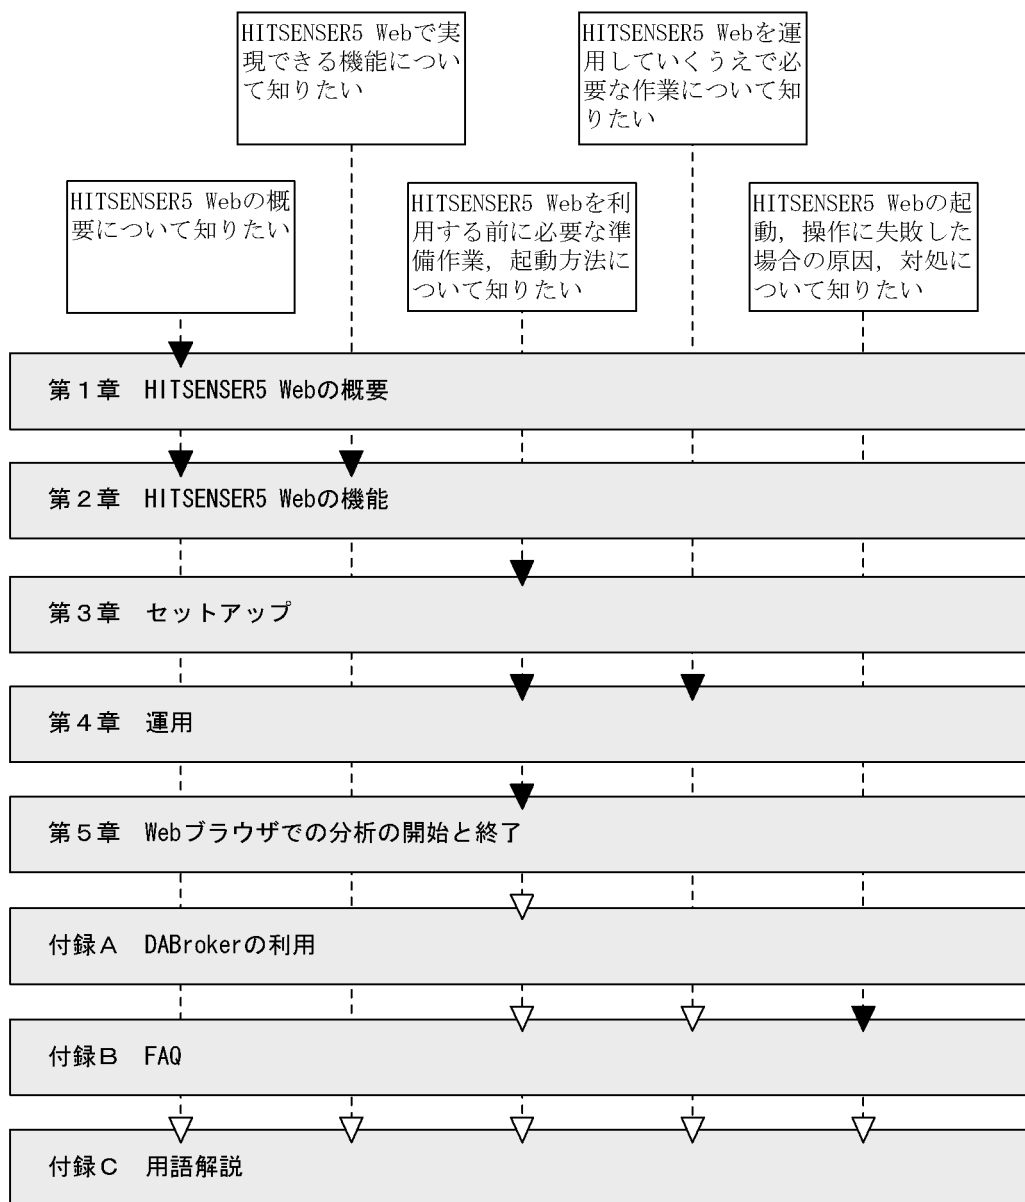 HITSENSER5 Webで実
現できる機能につい
て知りたい
HITSENSER5 Webを運
用していくうえで必
要な作業について知
りたい
HITSENSER5 Webの概
要について知りたい
HITSENSER5 Webを利
用する前に必要な準
備作業，起動方法に
ついて知りたい
HITSENSER5 Webの起
動，操作に失敗した
場合の原因，対処に
ついて知りたい
第１章　HITSENSER5 Webの概要
第２章　HITSENSER5 Webの機能
第３章　セットアップ
第４章　運用
第５章　Webブラウザでの分析の開始と終了
付録Ａ　DABrokerの利用
付録Ｂ　FAQ
付録Ｃ　用語解説